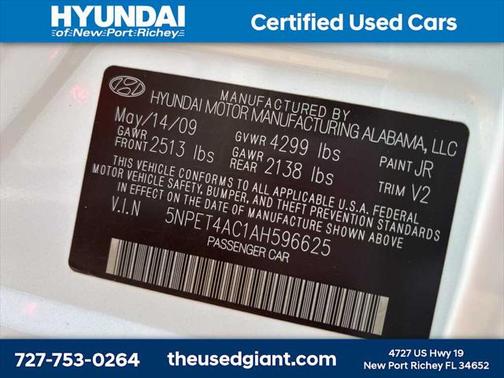 HYUNDAI
of New Port Richey
Certified Used Cars
MANUFACTURED BY
HYUNDAI MOTOR MANUFACTURING ALABAMA, LLC
May/14/09 GVWR 4299 lbs PAINT JR
GAWR FRONT 2513 lbs GAWR REAR 2138 lbs TRIM V2
THIS VEHICLE CONFORMS TO ALL APPLICABLE U.S.A. FEDERAL
MOTOR VEHICLE SAFETY, BUMPER, AND THEFT PREVENTION STANDARDS
IN EFFECT ON THE DATE OF MANUFACTURE SHOWN ABOVE.
V.I.N 5NPET4AC1AH596625
PASSENGER CAR
727-753-0264
theusedgiant.com
4727 US Hwy 19
New Port Richey FL 34652